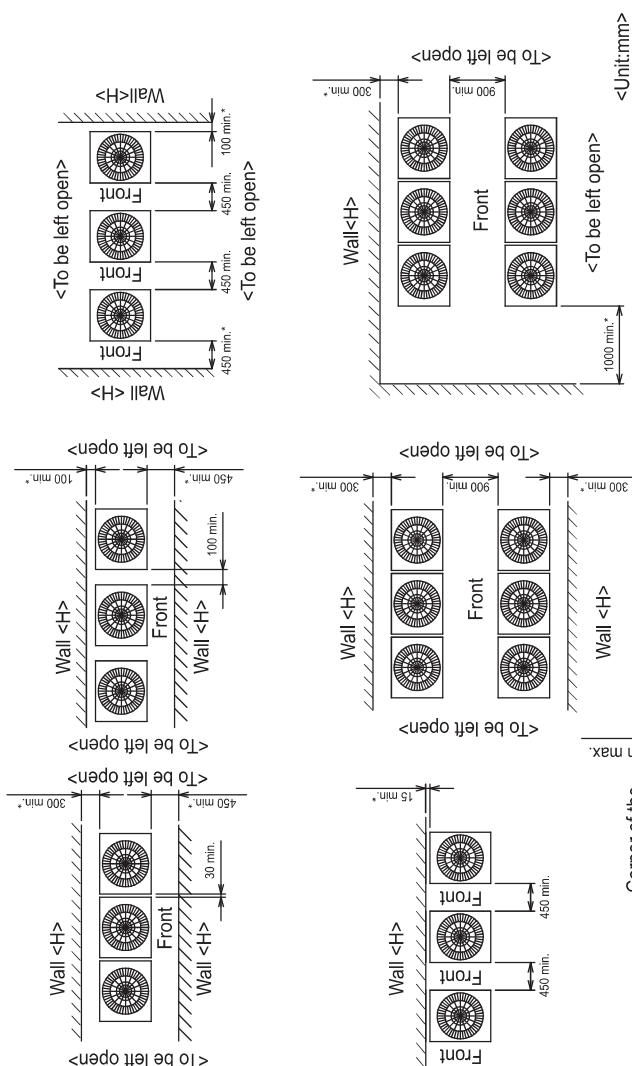 Wall<H>
<To be left open>
Front
Front
Front
100 min.*
450 min.
450 min.
450 min.*
<To be left open>
Wall <H>
<To be left open>
300 min.*
900 min.
Wall<H>
Front
<To be left open>
1000 min.*
<Unit:mm>
<To be left open>
100 min.*
450 min.*
100 min.
Wall <H>
Front
Wall <H>
<To be left open>
<To be left open>
300 min.*
900 min.
300 min.*
Wall <H>
Front
Wall <H>
<To be left open>
<To be left open>
300 min.*
450 min.*
30 min.
Wall <H>
Front
Wall <H>
<To be left open>
15 min.*
Wall <H>
Front
Front
Front
450 min.
450 min.
max.
Corner of the